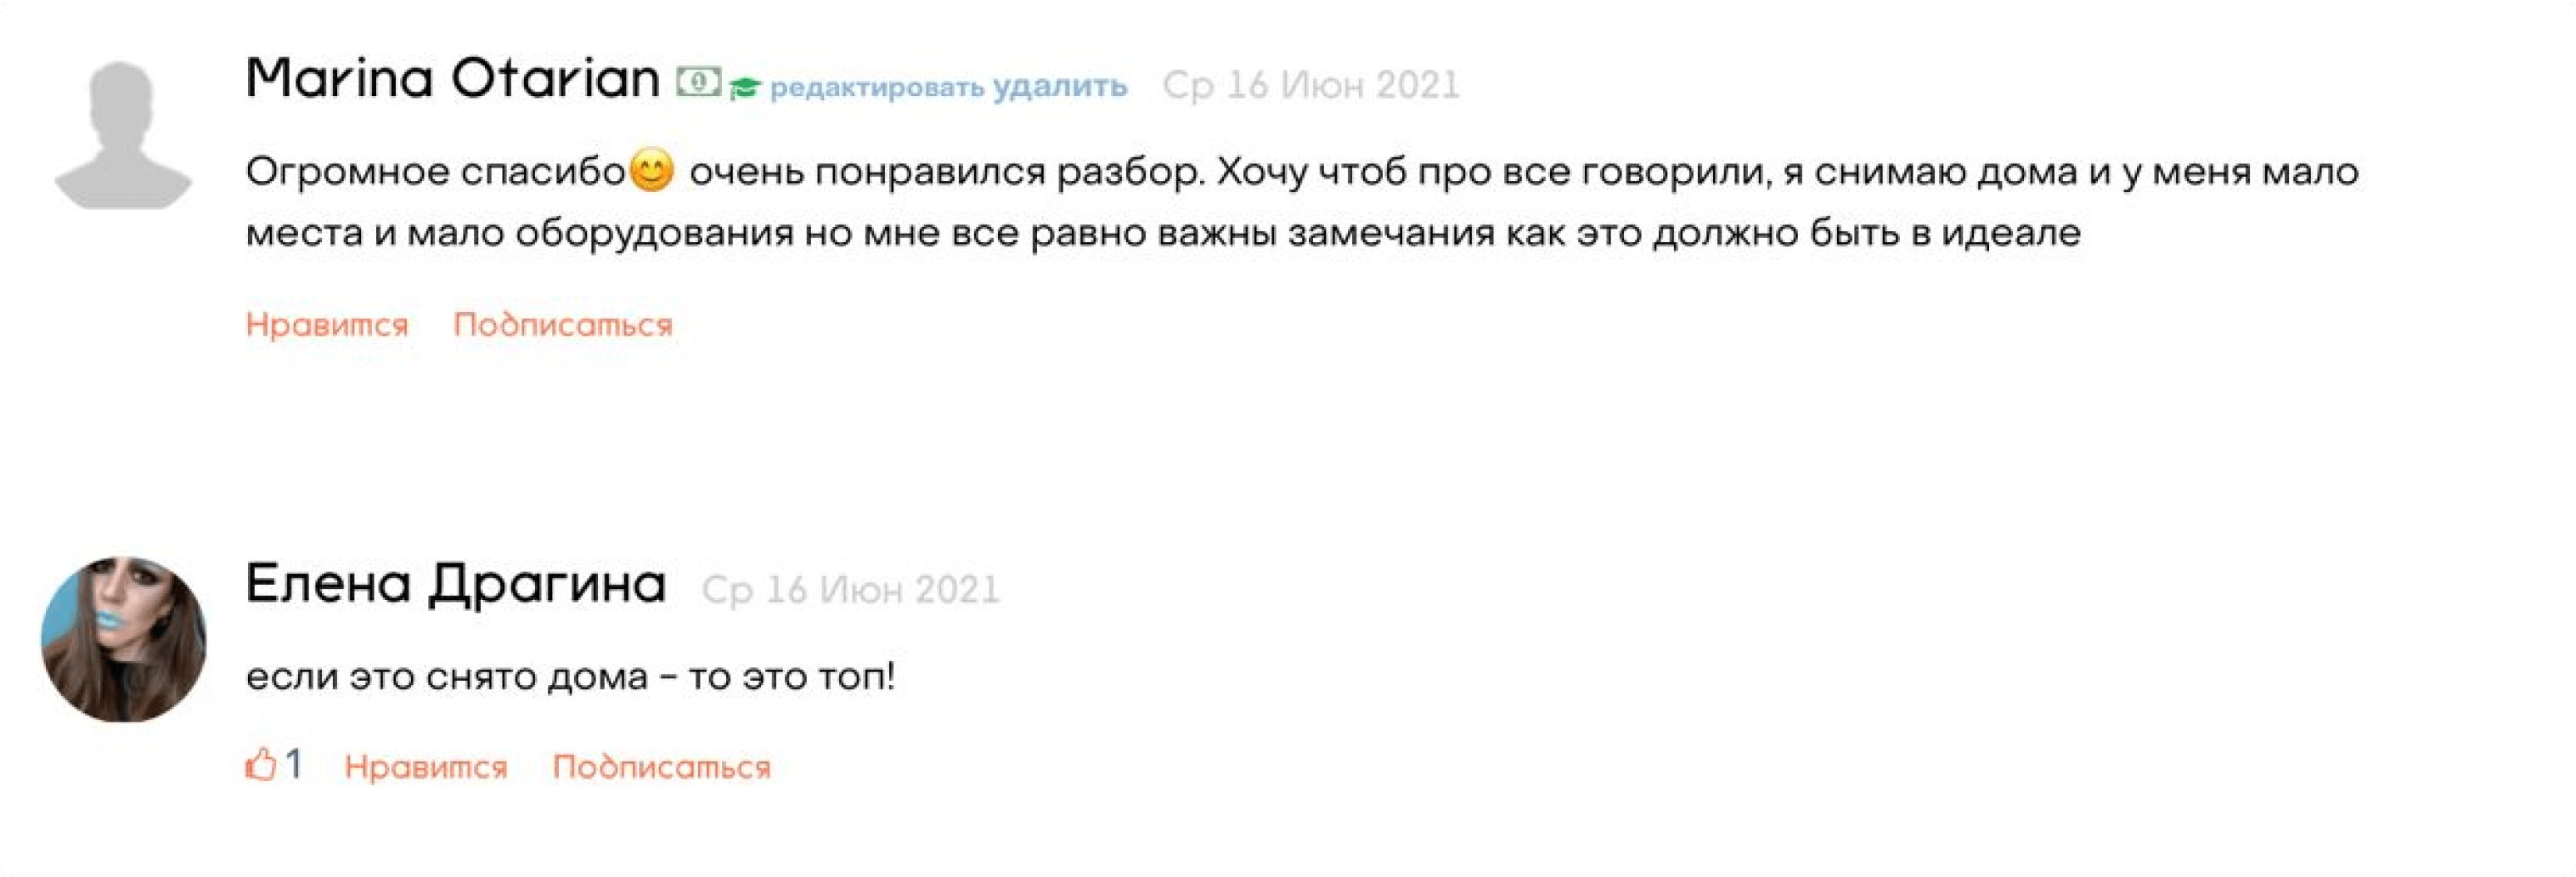 Marina Otarian редактировать удалить Ср 16 Июн 2021
Огромное спасибо😊 очень понравился разбор. Хочу чтоб про все говорили, я снимаю дома и у меня мало
места и мало оборудования но мне все равно важны замечания как это должно быть в идеале
Нравится Подписаться
Елена Драгина Ср 16 Июн 2021
если это снято дома – то это топ!
1 Нравится Подписаться